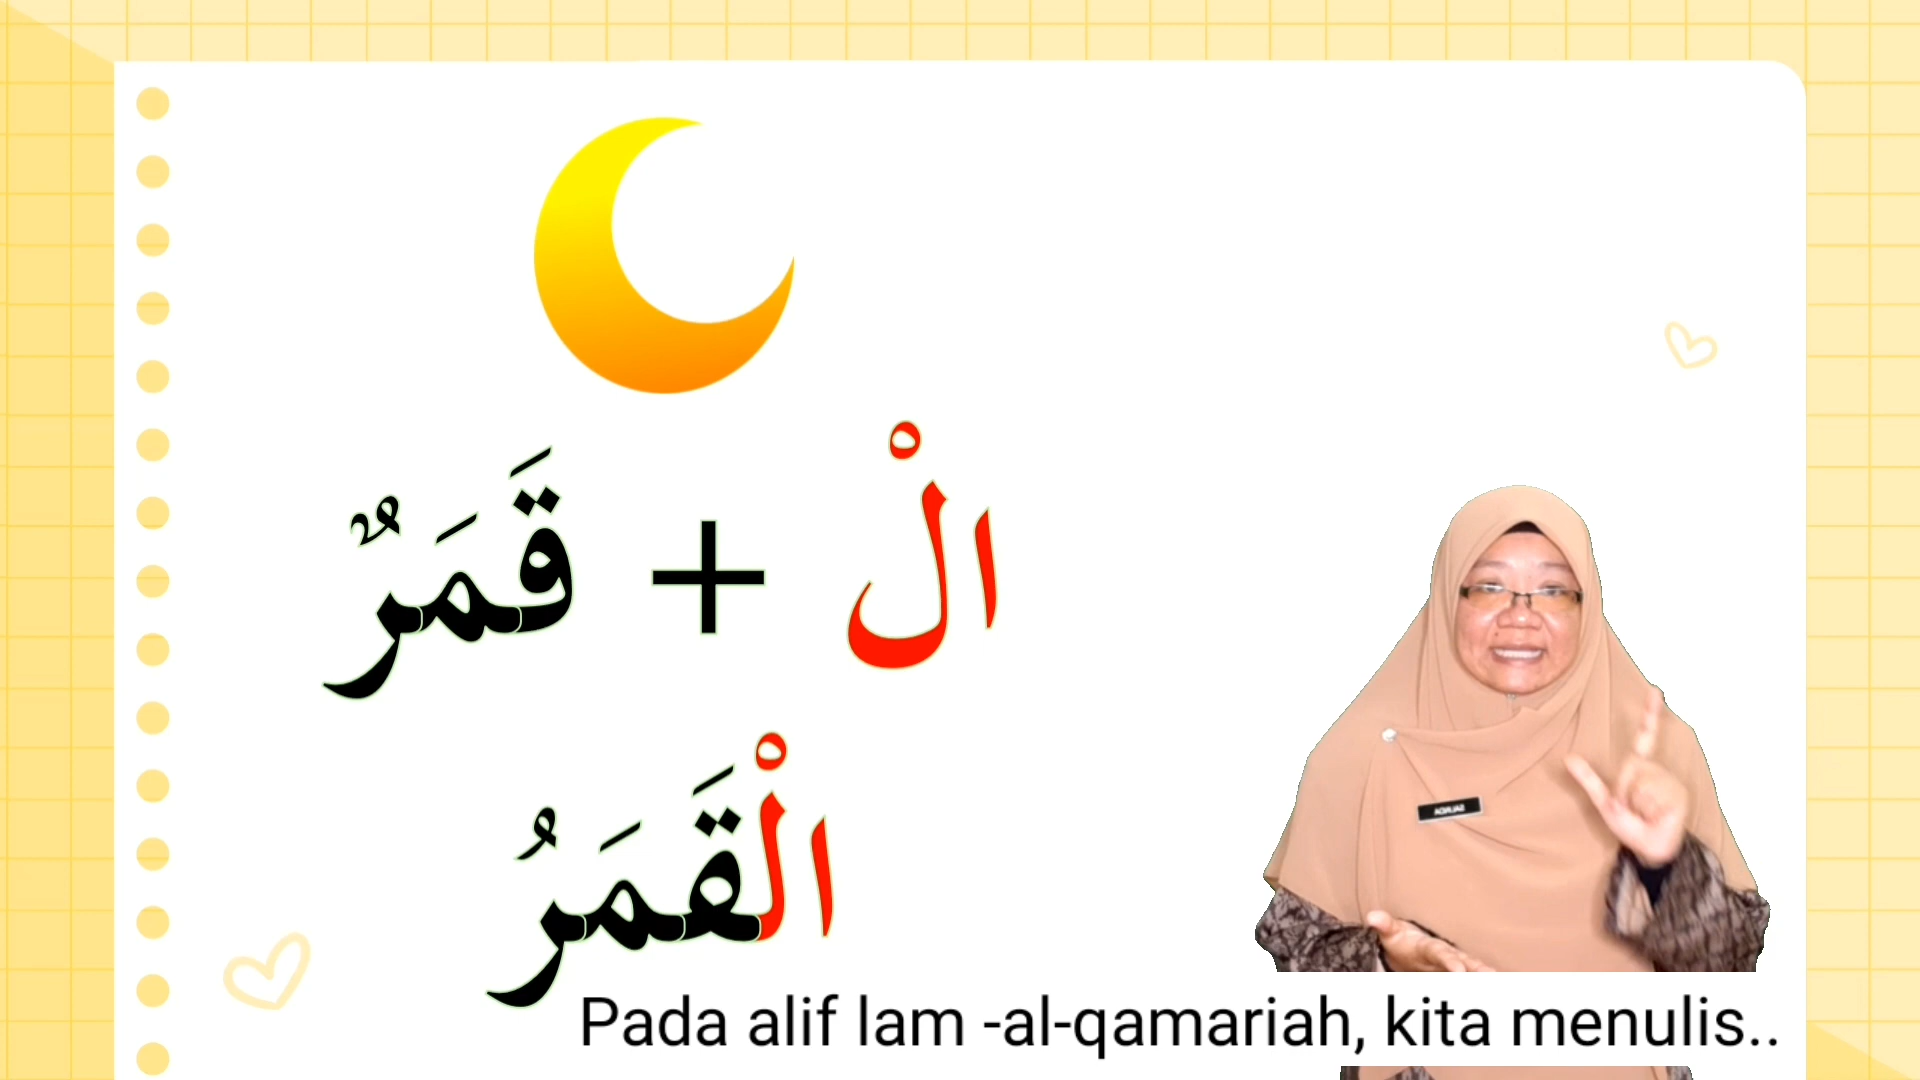 الْ + قَمَرٌ
الْقَمَرُ
Pada alif lam -al-qamariah, kita menulis..